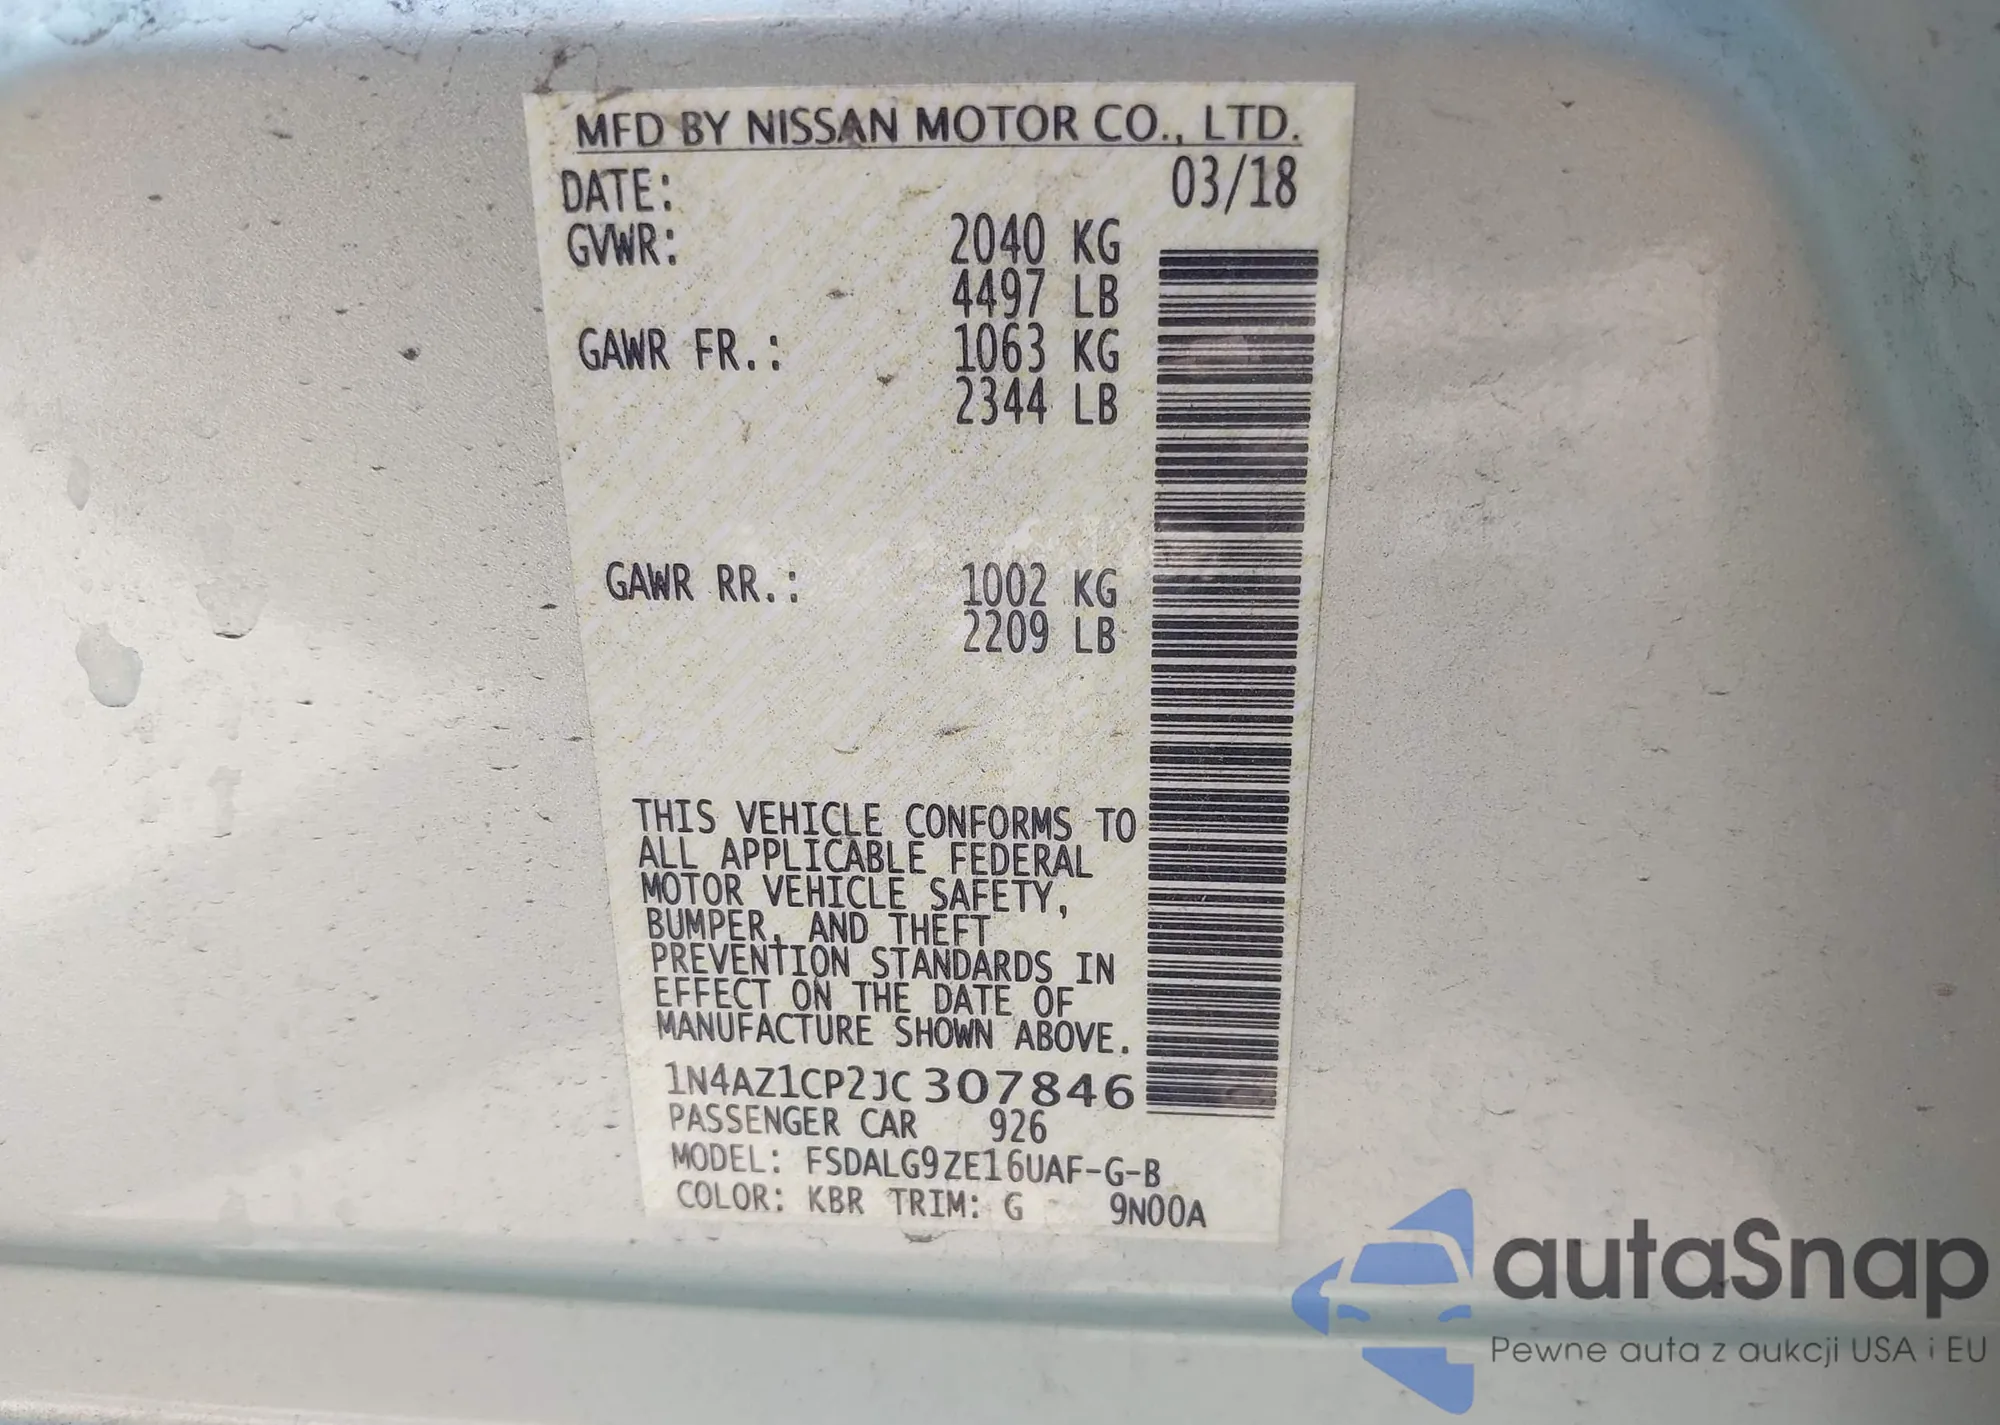 MFD BY NISSAN MOTOR CO., LTD.
DATE: 03/18
GVWR: 2040 KG
4497 LB
GAWR FR.: 1063 KG
2344 LB
GAWR RR.: 1002 KG
2209 LB
THIS VEHICLE CONFORMS TO
ALL APPLICABLE FEDERAL
MOTOR VEHICLE SAFETY,
BUMPER, AND THEFT
PREVENTION STANDARDS IN
EFFECT ON THE DATE OF
MANUFACTURE SHOWN ABOVE.
1N4AZ1CP2JC307846
PASSENGER CAR 926
MODEL: FSDALG9ZE16UAF-G-B
COLOR: KBR TRIM: G 9N00A
autaSnap
Pewne auta z aukcji USA i EU